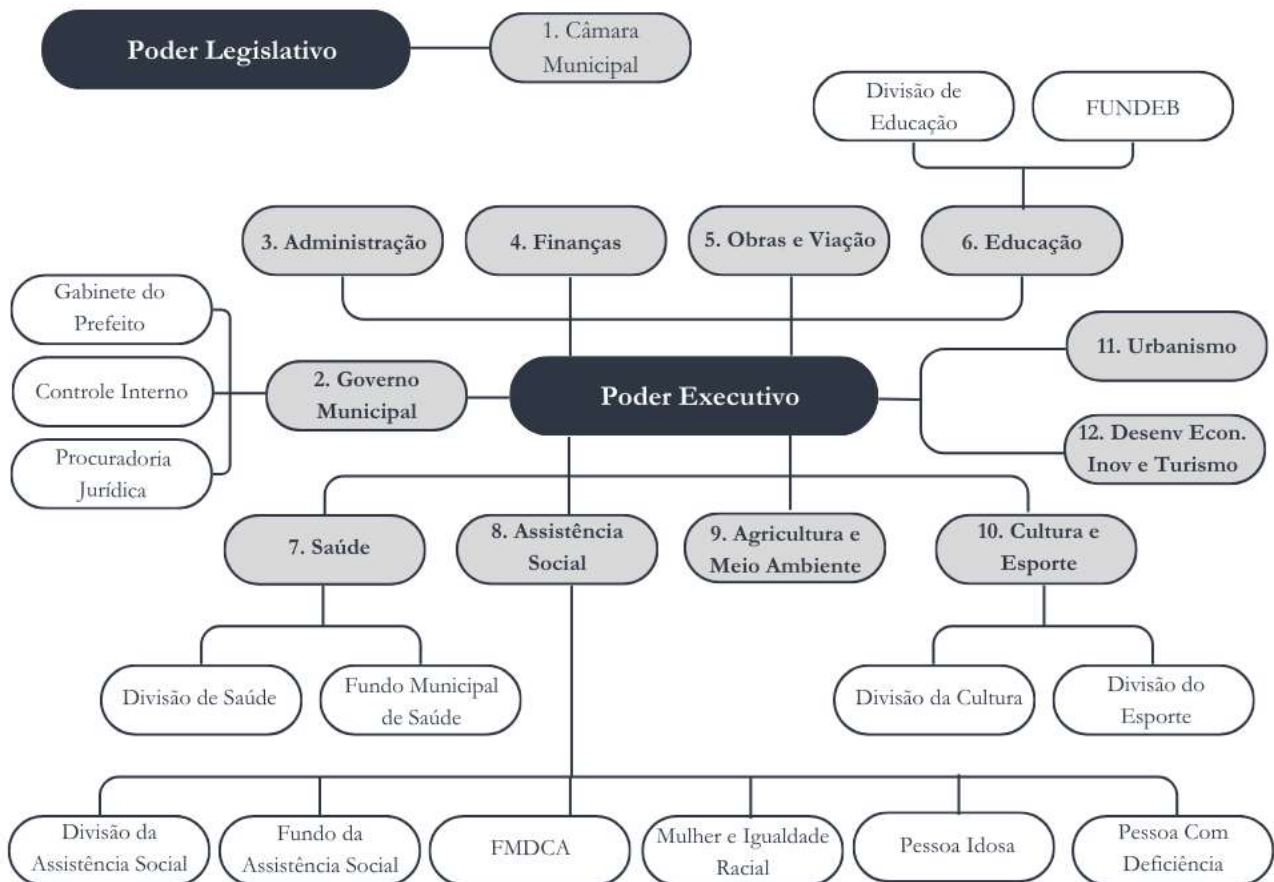 Poder Legislativo
1. Câmara
Municipal
Divisão de
Educação
FUNDEB
3. Administração
4. Finanças
5. Obras e Viação
6. Educação
Gabinete do
Prefeito
Controle Interno
Procuradoria
Jurídica
2. Governo
Municipal
Poder Executivo
11. Urbanismo
12. Desenv Econ.
Inov e Turismo
7. Saúde
8. Assistência
Social
9. Agricultura e
Meio Ambiente
10. Cultura e
Esporte
Divisão de Saúde
Fundo Municipal
de Saúde
Divisão da Cultura
Divisão do
Esporte
Divisão da
Assistência Social
Fundo da
Assistência Social
FMDCA
Mulher e Igualdade
Racial
Pessoa Idosa
Pessoa Com
Deficiência